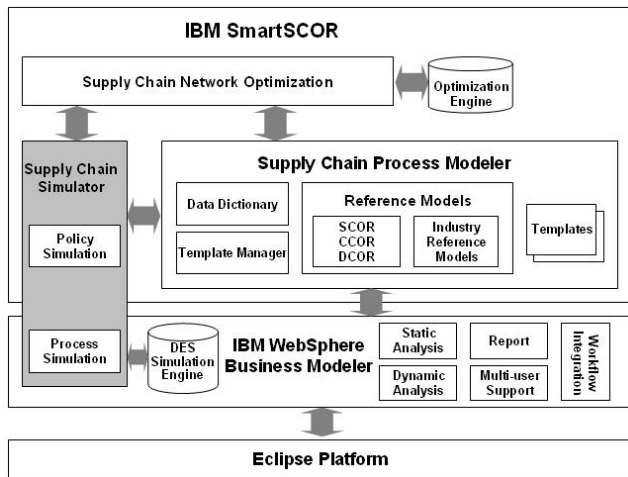 IBM SmartSCOR
Supply Chain Network Optimization
Optimization
Engine
Supply Chain
Simulator
Policy
Simulation
Process
Simulation
Supply Chain Process Modeler
Data Dictionary
Template Manager
Reference Models
SCOR
CCOR
DCOR
Industry
Reference
Models
Templates
DES
Simulation
Engine
IBM WebSphere
Business Modeler
Static
Analysis
Report
Dynamic
Analysis
Multi-user
Support
Workflow
Integration
Eclipse Platform